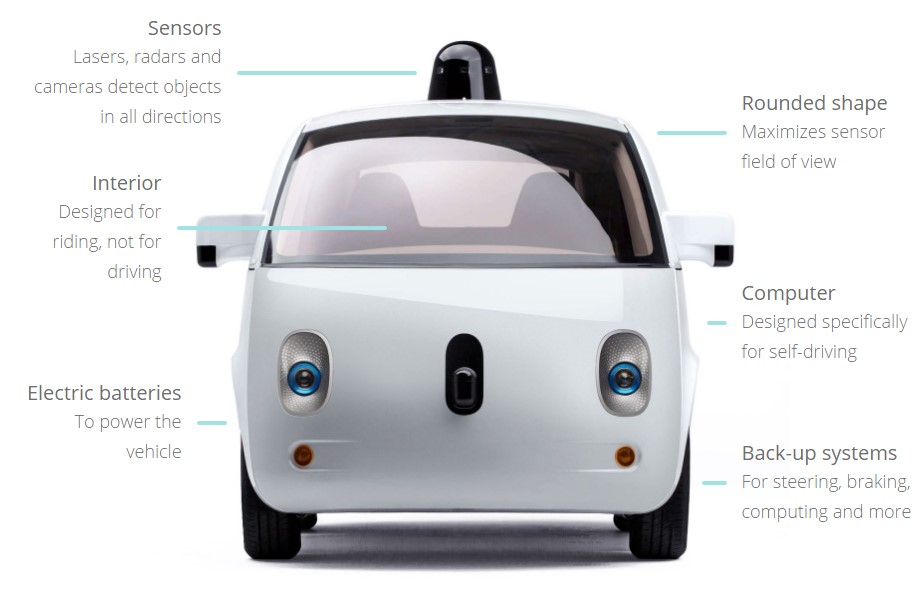 Sensors
Lasers, radars and
cameras detect objects
in all directions
Rounded shape
Maximizes sensor
field of view
Interior
Designed for
riding, not for
driving
Computer
Designed specifically
for self-driving
Electric batteries
To power the
vehicle
Back-up systems
For steering, braking,
computing and more